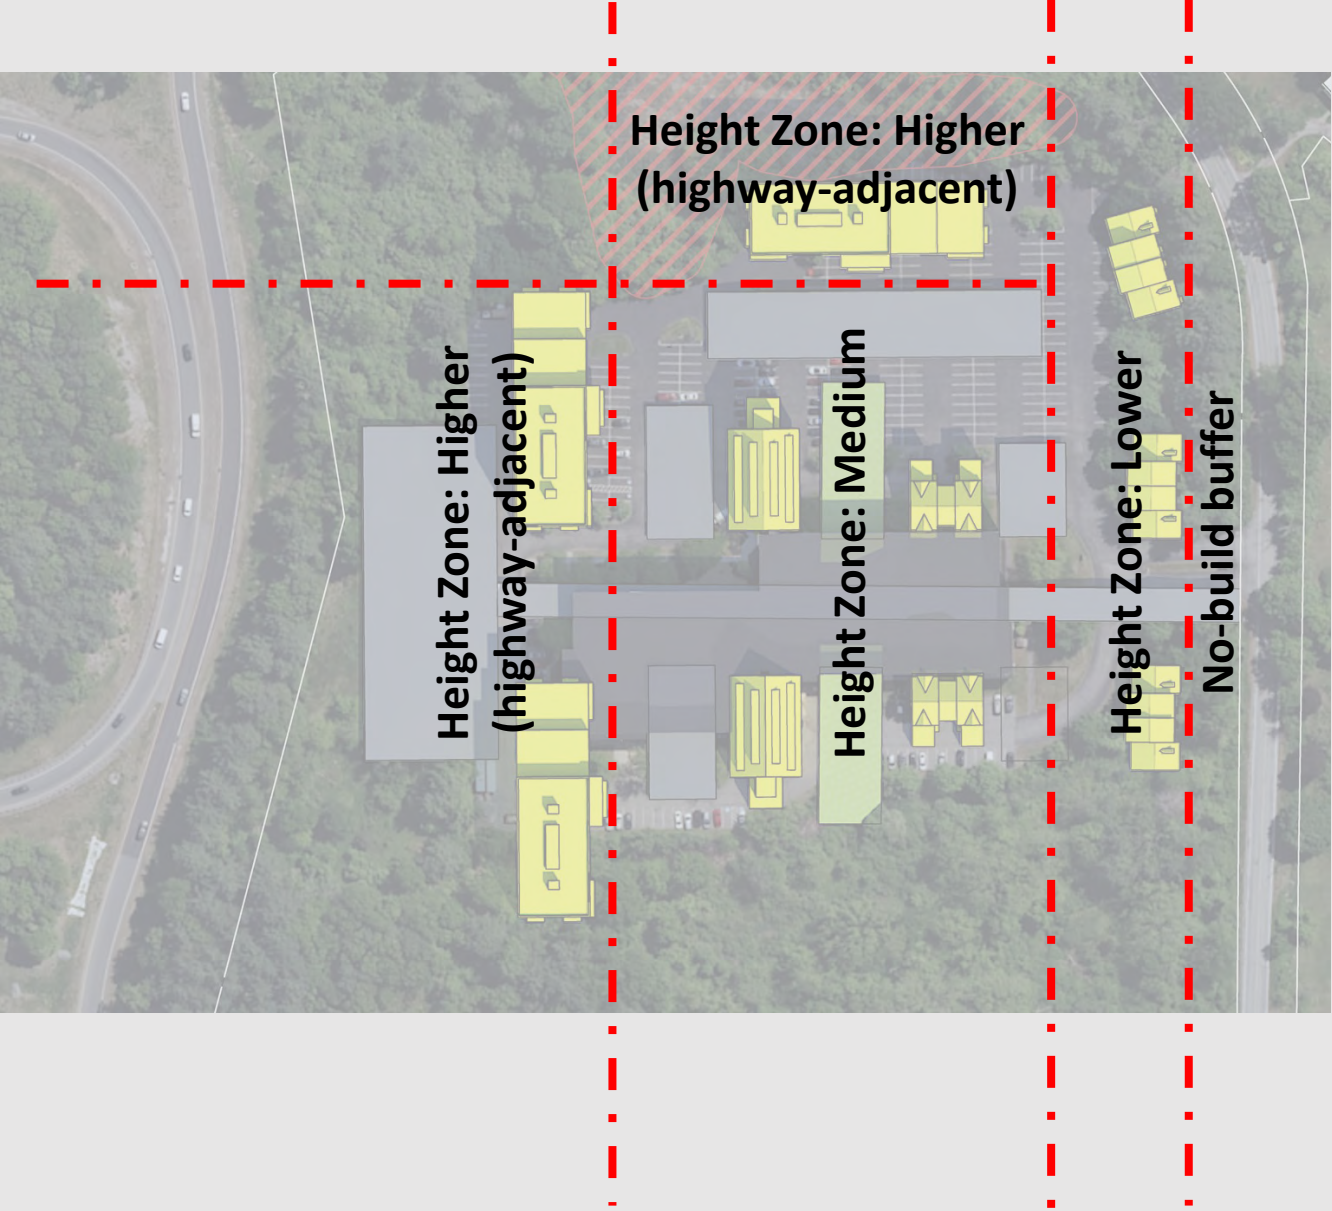 Height Zone: Higher
(highway-adjacent)
Height Zone: Higher
(highway-adjacent)
Height Zone: Medium
Height Zone: Lower
No-build buffer